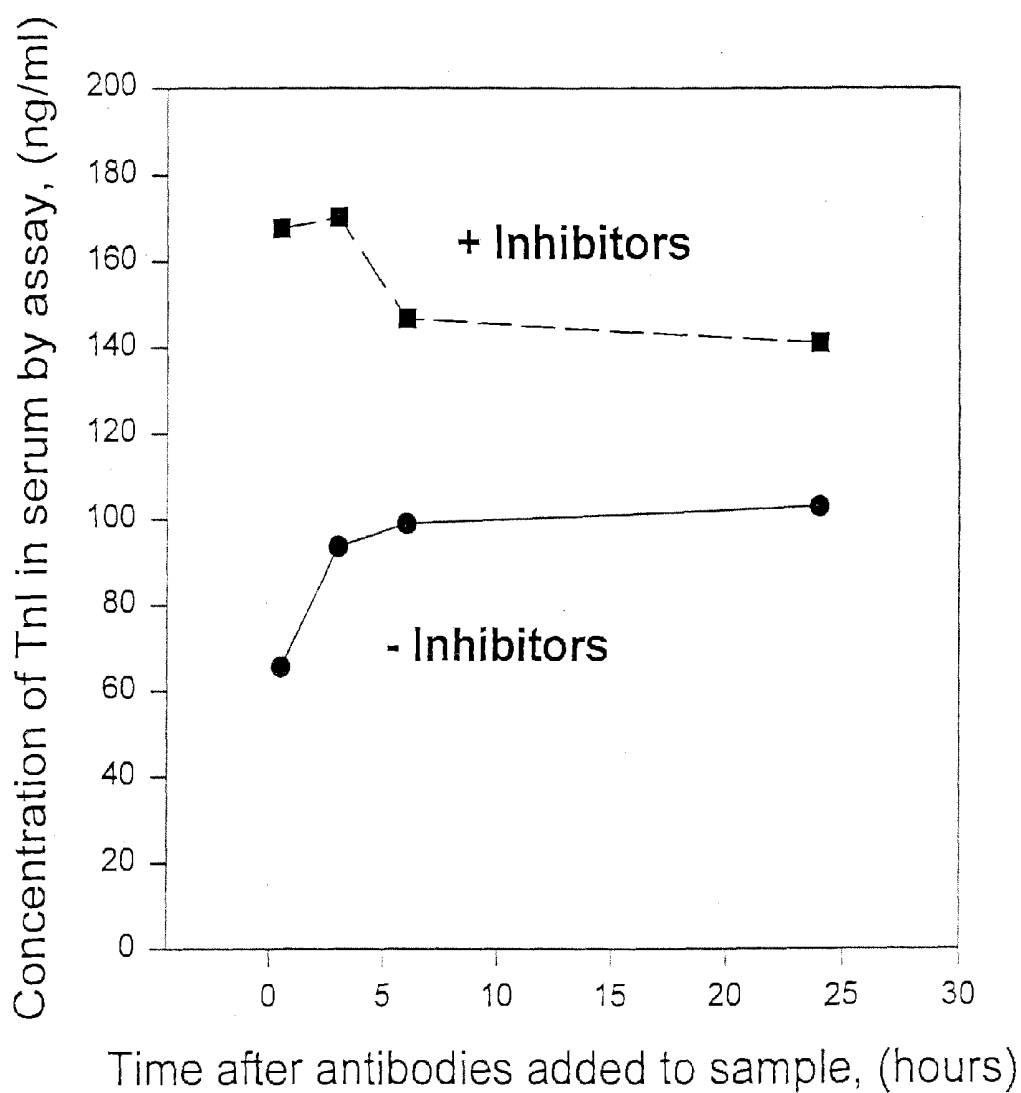 Concentration of TnI in serum by assay, (ng/ml)
200
180
160
140
120
100
80
60
40
20
0
+ Inhibitors
- Inhibitors
0 5 10 15 20 25 30
Time after antibodies added to sample, (hours)